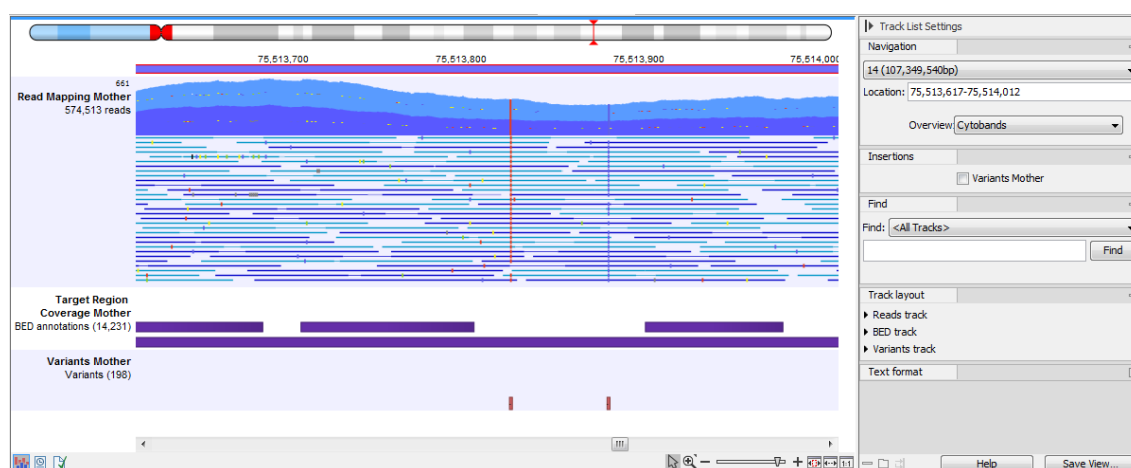 Track List Settings
Navigation
14 (107,349,540bp)
Location: 75,513,617-75,514,012
Overview: Cytobands
Insertions
Variants Mother
Find
Find: <All Tracks>
Find
Track layout
Reads track
BED track
Variants track
Text format
Help
Save View...
75,513,700
75,513,800
75,513,900
75,514,000
661
Read Mapping Mother
574,513 reads
Target Region
Coverage Mother
BED annotations (14,231)
Variants Mother
Variants (198)
1:1